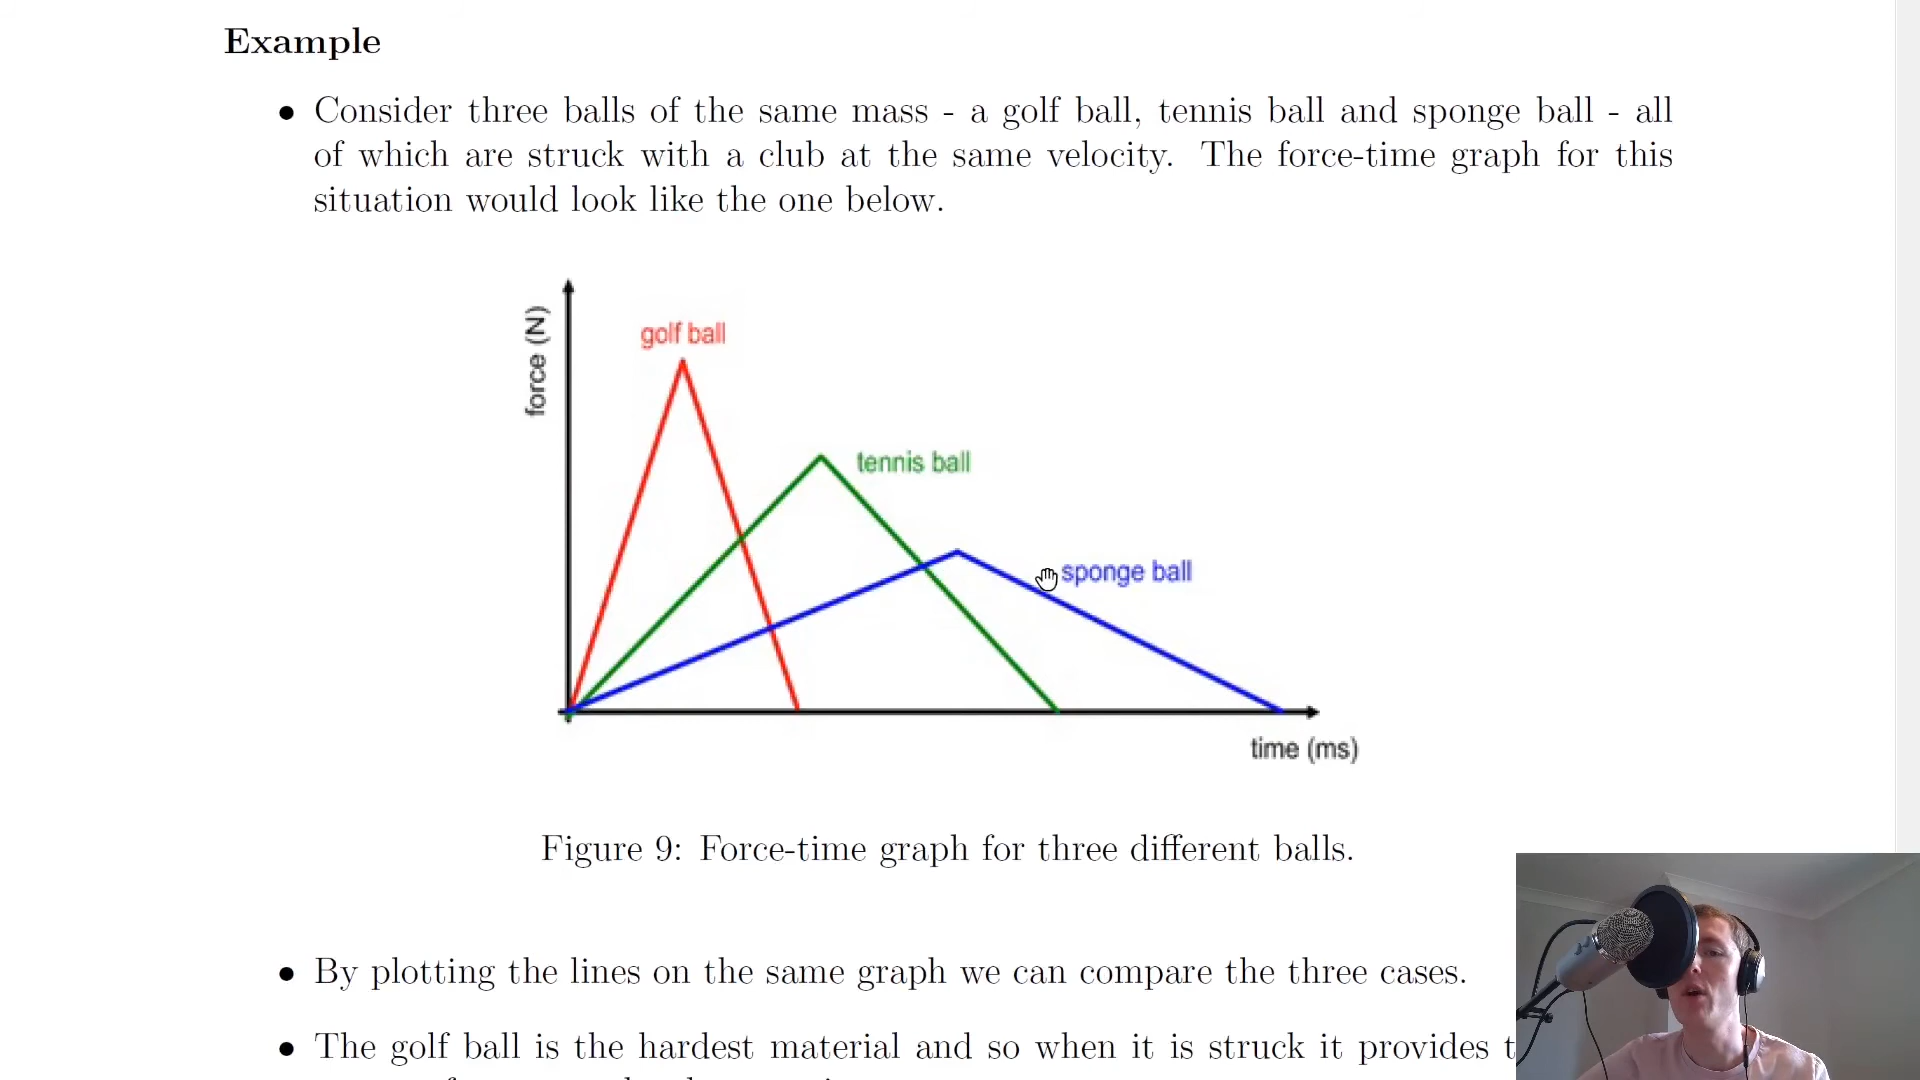 Example
• Consider three balls of the same mass - a golf ball, tennis ball and sponge ball - all
of which are struck with a club at the same velocity. The force-time graph for this
situation would look like the one below.
force (N)
golf ball
tennis ball
sponge ball
time (ms)
Figure 9: Force-time graph for three different balls.
• By plotting the lines on the same graph we can compare the three cases.
• The golf ball is the hardest material and so when it is struck it provides